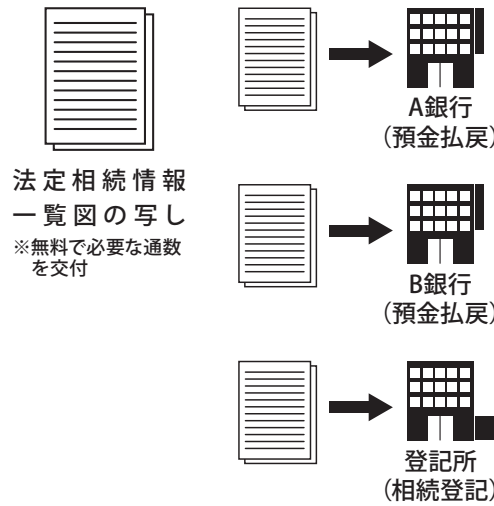 法定相続情報
一覧図の写し
※無料で必要な通数
を交付
A銀行
（預金払戻）
B銀行
（預金払戻）
登記所
（相続登記）